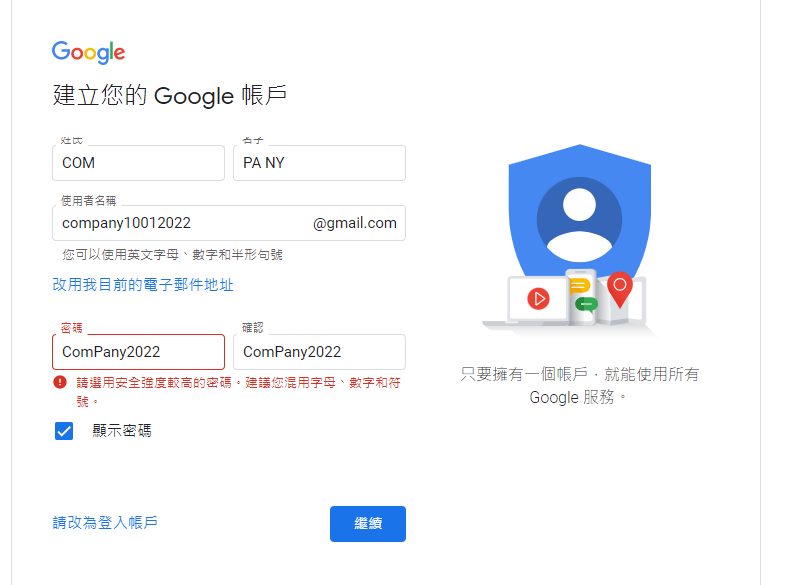 Google
建立您的 Google 帳戶
姓氏 名字
COM PA NY
使用者名稱
company10012022 @gmail.com
您可以使用英文字母、數字和半形句號
改用我目前的電子郵件地址
密碼 確認
ComPany2022 ComPany2022
請選用安全強度較高的密碼。建議您混用字母、數字和符
號。
顯示密碼
請改為登入帳戶 繼續
只要擁有一個帳戶，就能使用所有
Google 服務。